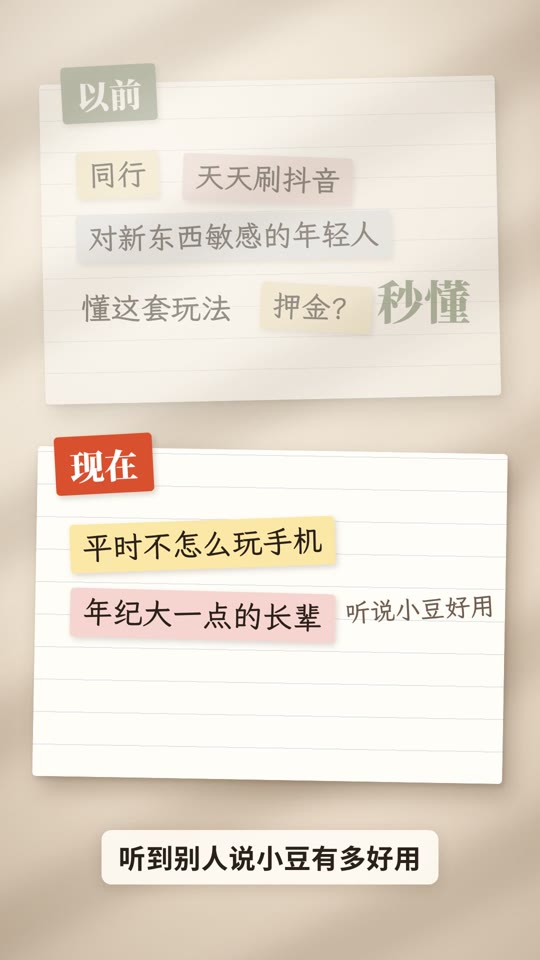 以前
同行 天天刷抖音
对新东西敏感的年轻人
懂这套玩法 押金? 秒懂
现在
平时不怎么玩手机
年纪大一点的长辈 听说小豆好用
听到别人说小豆有多好用